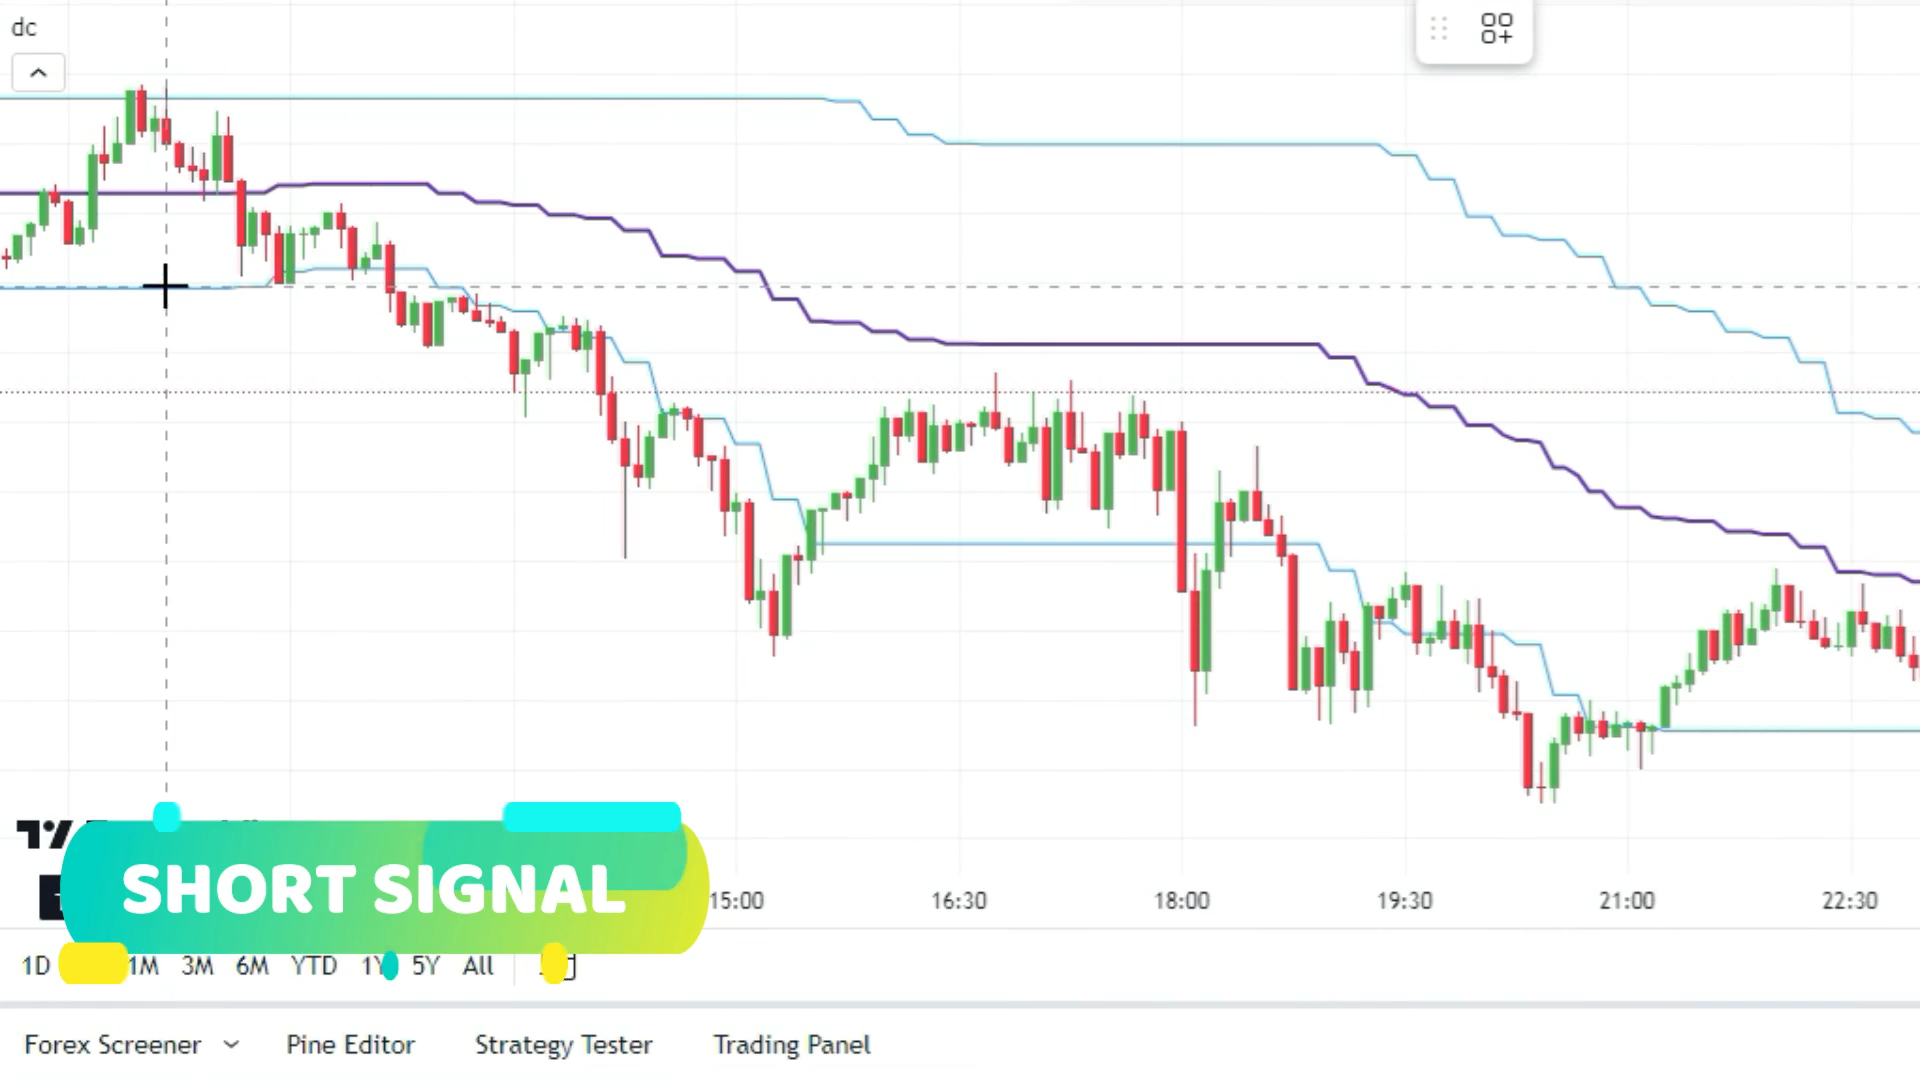 dc
SHORT SIGNAL
15:00 16:30 18:00 19:30 21:00 22:30
1D 1M 3M 6M YTD 1Y 5Y All
Forex Screener Pine Editor Strategy Tester Trading Panel